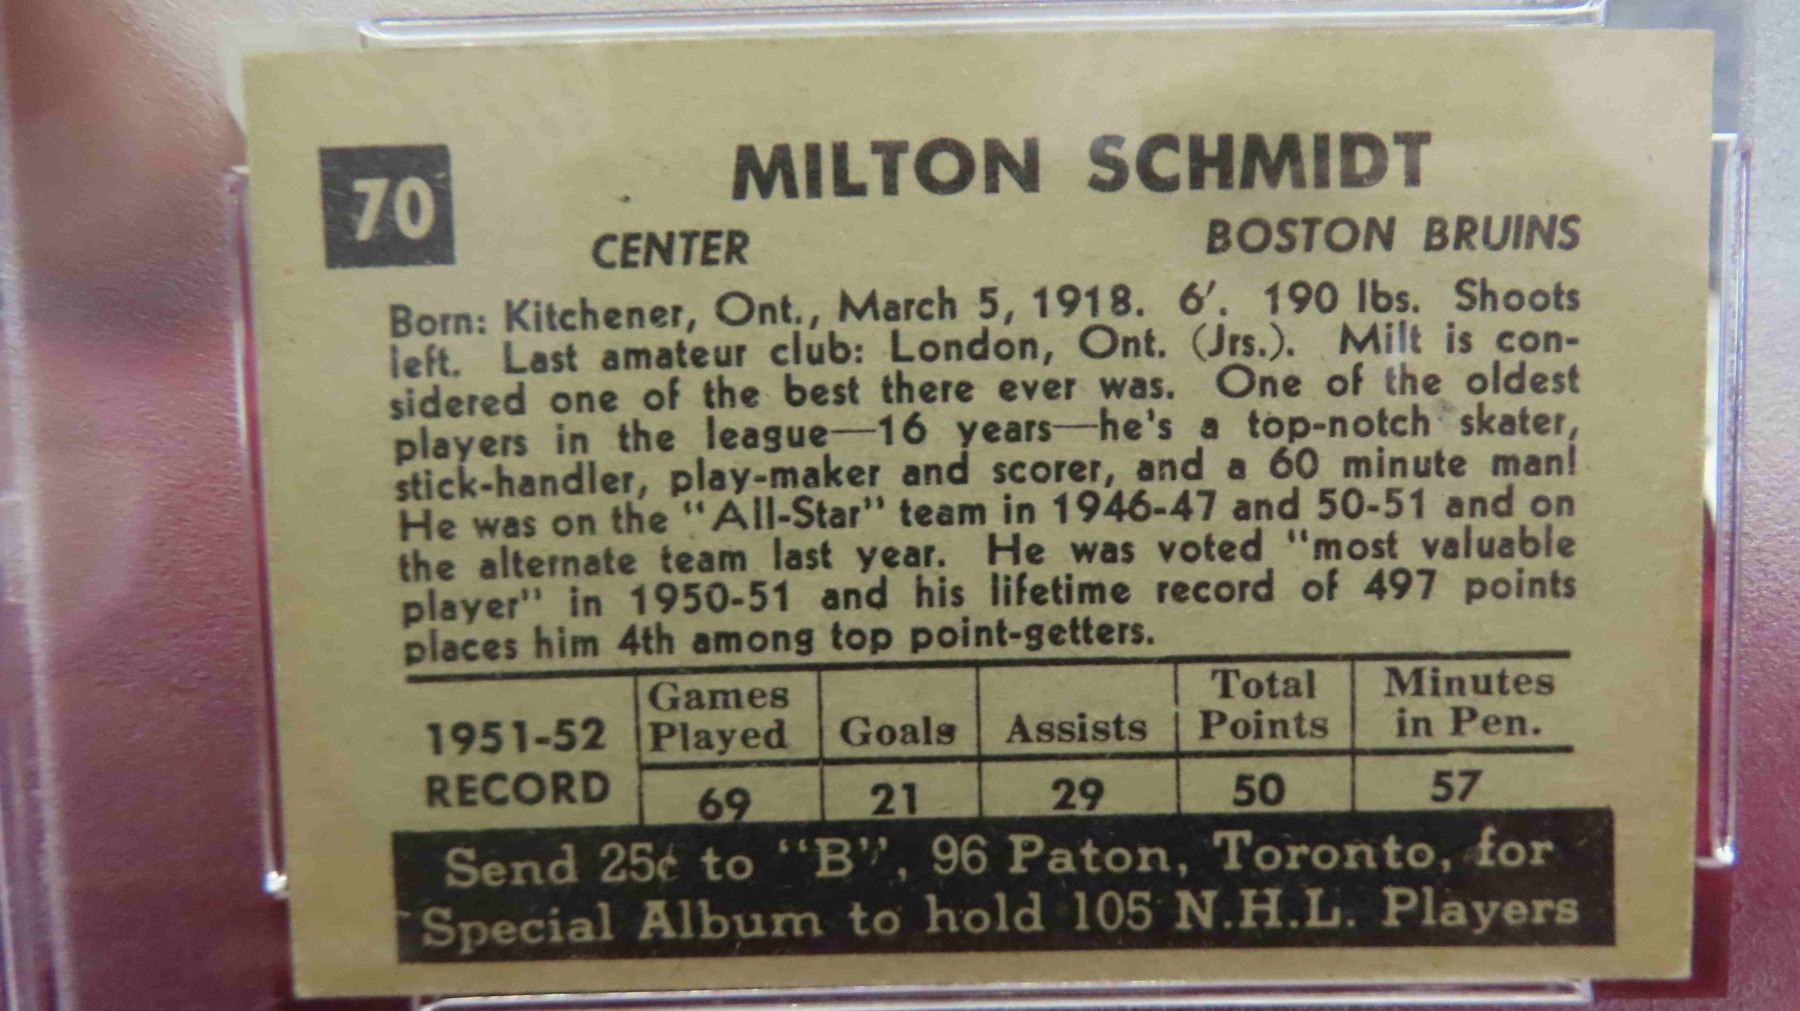 70
MILTON SCHMIDT
CENTER
BOSTON BRUINS
Born: Kitchener, Ont., March 5, 1918. 6'. 190 lbs. Shoots
left. Last amateur club: London, Ont. (Jrs.). Milt is con-
sidered one of the best there ever was. One of the oldest
players in the league—16 years—he's a top-notch skater,
stick-handler, play-maker and scorer, and a 60 minute man!
He was on the "All-Star" team in 1946-47 and 50-51 and on
the alternate team last year. He was voted "most valuable
player" in 1950-51 and his lifetime record of 497 points
places him 4th among top point-getters.
1951-52 RECORD
Games Played
Goals
Assists
Total Points
Minutes in Pen.
69 21 29 50 57
Send 25¢ to "B", 96 Paton, Toronto, for
Special Album to hold 105 N.H.L. Players